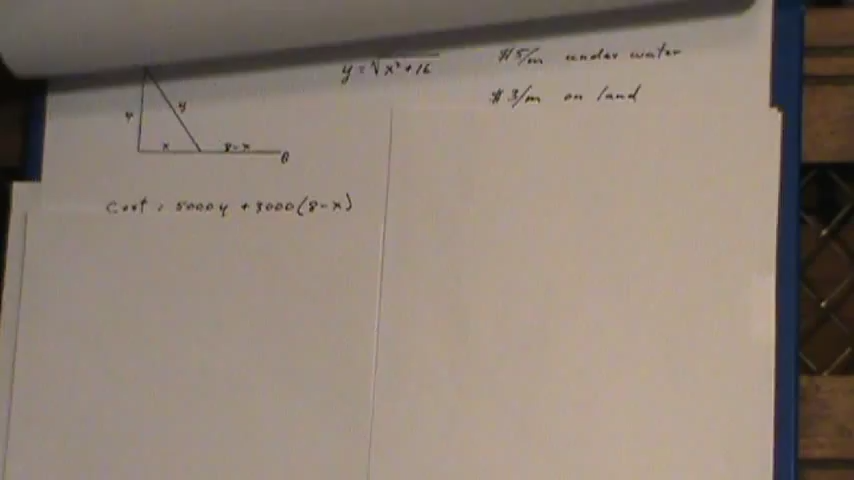 y = √x² + 16
$5/m under water
$3/m on land
4
y
x
8-x
B
Cost = 5000y + 3000(8-x)